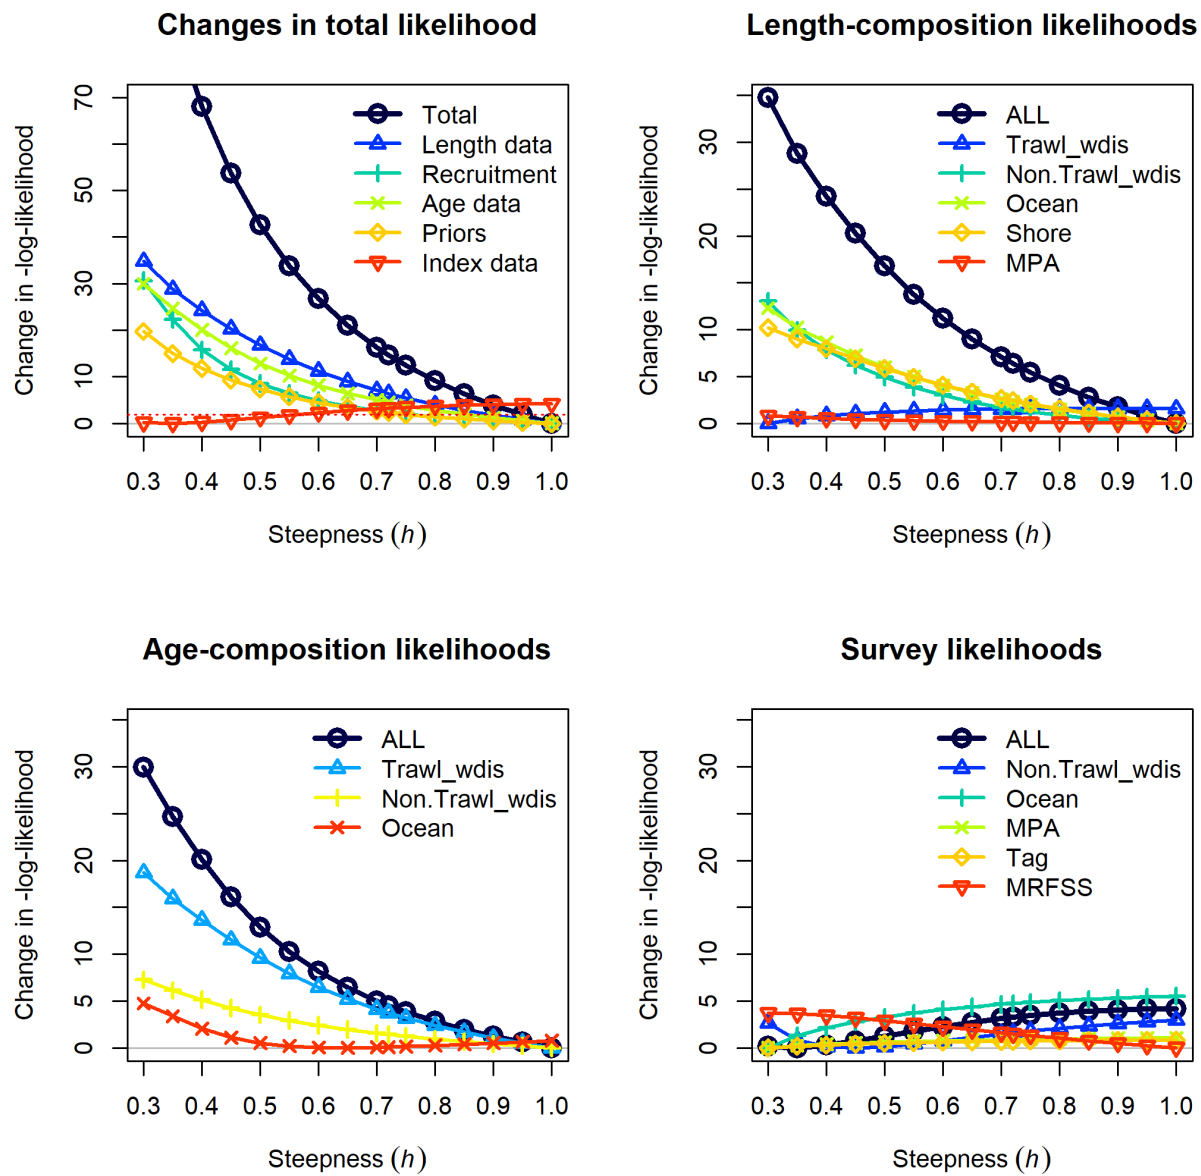 Changes in total likelihood
Change in -log-likelihood
70
50
30
10
0
Total
Length data
Recruitment
Age data
Priors
Index data
0.3 0.4 0.5 0.6 0.7 0.8 0.9 1.0
Steepness (h)
Length-composition likelihoods
Change in -log-likelihood
30
20
10
5
0
ALL
Trawl_wdis
Non.Trawl_wdis
Ocean
Shore
MPA
0.3 0.4 0.5 0.6 0.7 0.8 0.9 1.0
Steepness (h)
Age-composition likelihoods
Change in -log-likelihood
30
20
10
5
0
ALL
Trawl_wdis
Non.Trawl_wdis
Ocean
0.3 0.4 0.5 0.6 0.7 0.8 0.9 1.0
Steepness (h)
Survey likelihoods
Change in -log-likelihood
30
20
10
5
0
ALL
Non.Trawl_wdis
Ocean
MPA
Tag
MRFSS
0.3 0.4 0.5 0.6 0.7 0.8 0.9 1.0
Steepness (h)